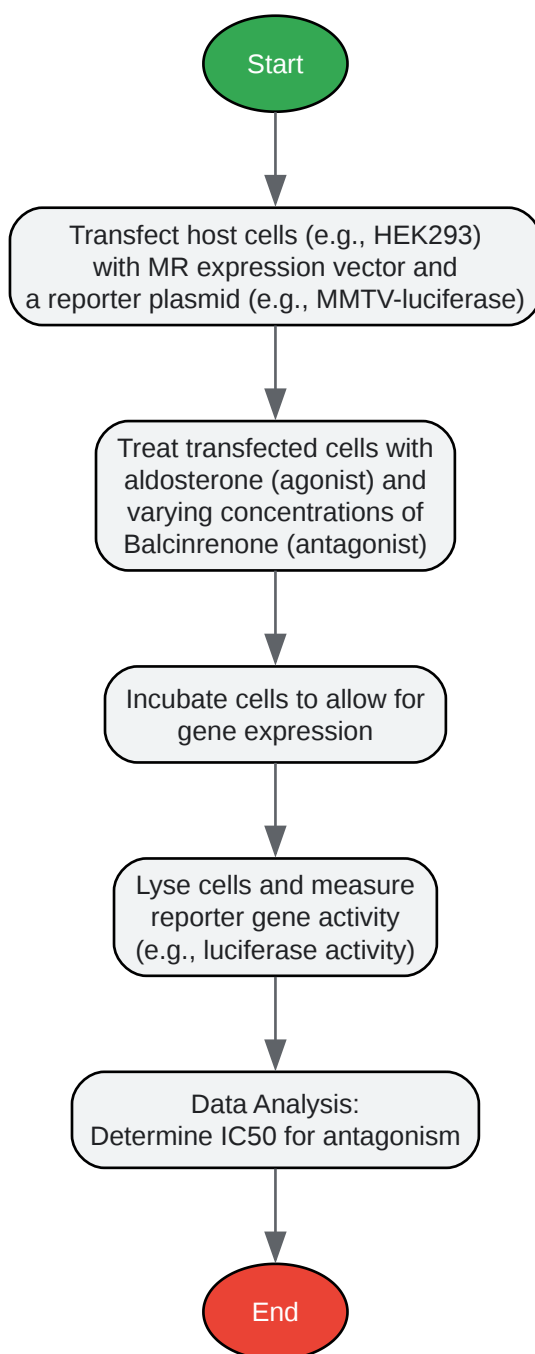 Start
Transfect host cells (e.g., HEK293)
with MR expression vector and
a reporter plasmid (e.g., MMTV-luciferase)
Treat transfected cells with
aldosterone (agonist) and
varying concentrations of
Balcinrenone (antagonist)
Incubate cells to allow for
gene expression
Lyse cells and measure
reporter gene activity
(e.g., luciferase activity)
Data Analysis:
Determine IC50 for antagonism
End